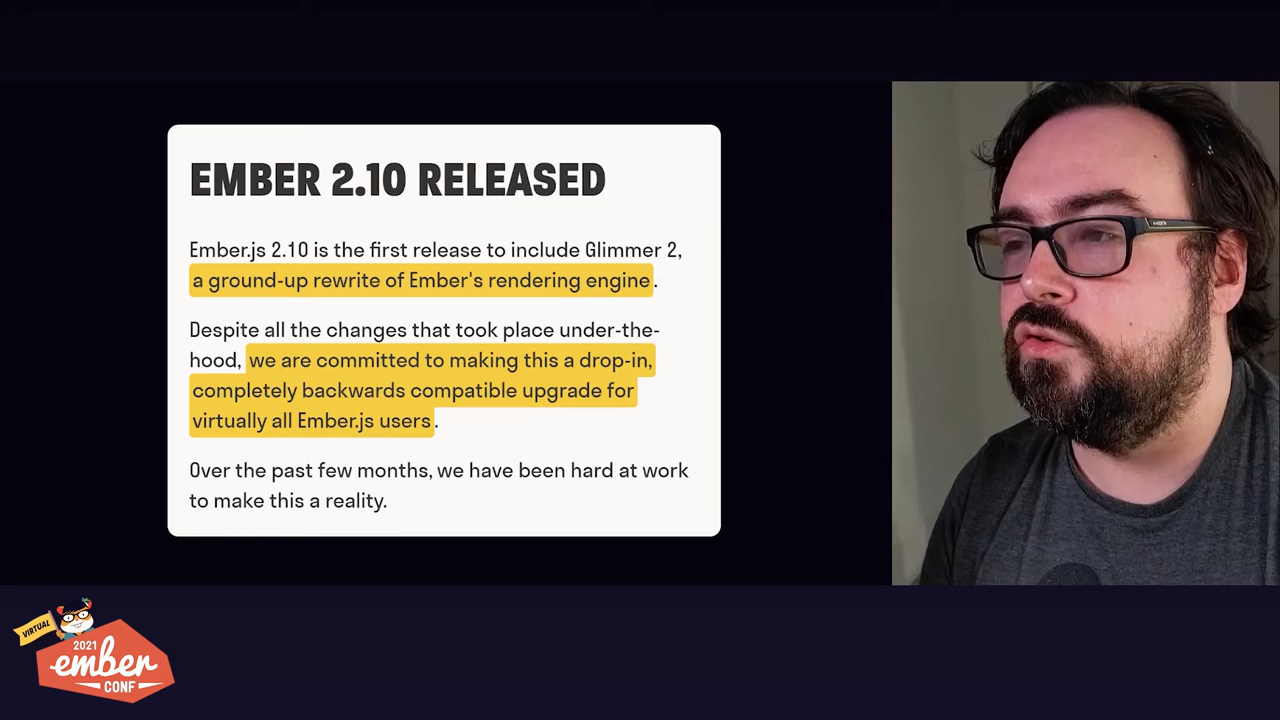 EMBER 2.10 RELEASED
Ember.js 2.10 is the first release to include Glimmer 2,
a ground-up rewrite of Ember's rendering engine.
Despite all the changes that took place under-the-
hood, we are committed to making this a drop-in,
completely backwards compatible upgrade for
virtually all Ember.js users.
Over the past few months, we have been hard at work
to make this a reality.
VIRTUAL
2021
ember
CONF